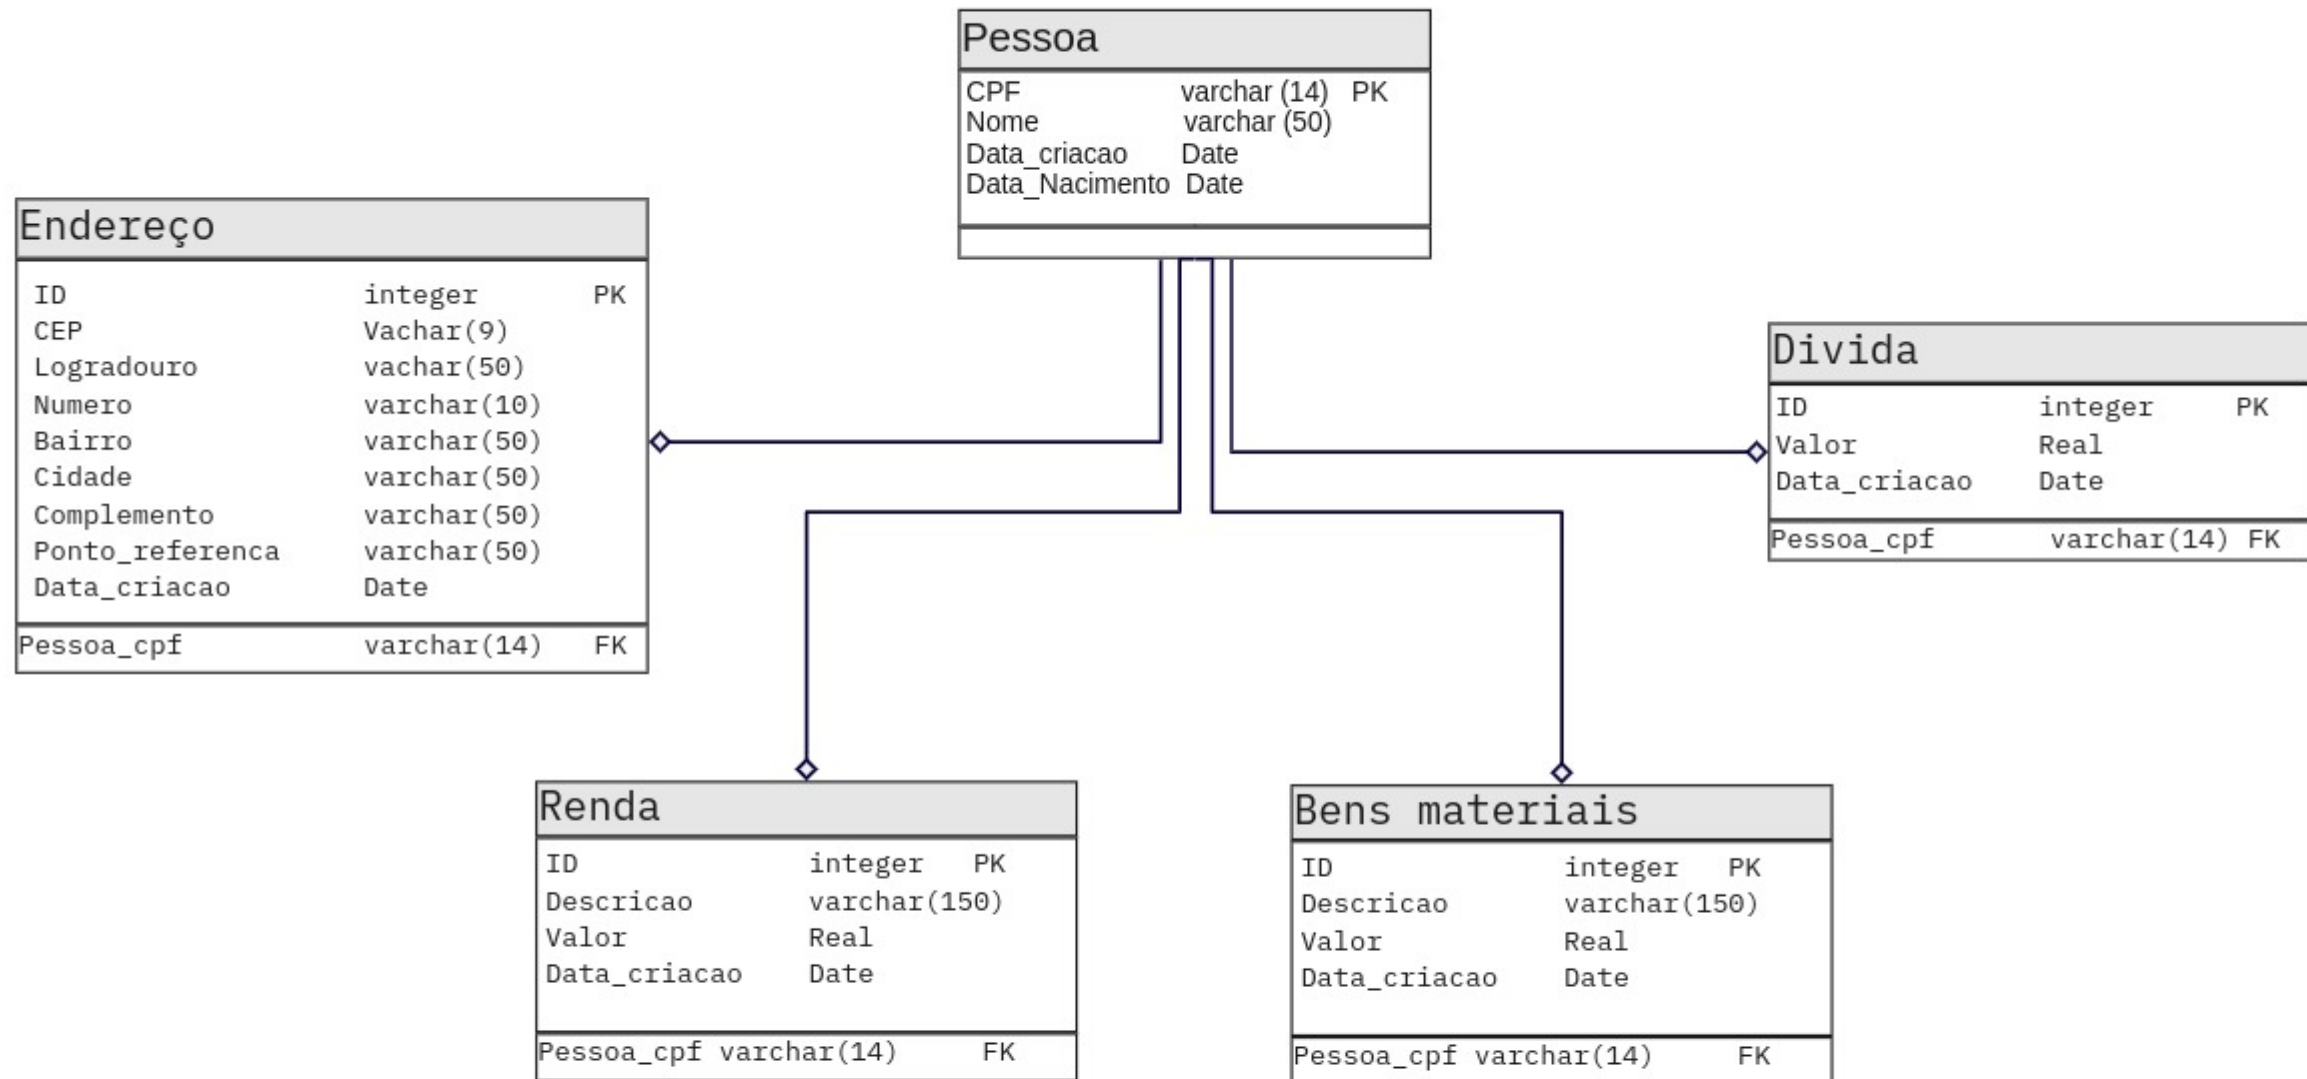 Pessoa
CPF varchar (14) PK
Nome varchar (50)
Data_criacao Date
Data_Nacimento Date
Endereço
ID integer PK
CEP Vachar(9)
Logradouro vachar(50)
Numero varchar(10)
Bairro varchar(50)
Cidade varchar(50)
Complemento varchar(50)
Ponto_referenca varchar(50)
Data_criacao Date
Pessoa_cpf varchar(14) FK
Divida
ID integer PK
Valor Real
Data_criacao Date
Pessoa_cpf varchar(14) FK
Renda
ID integer PK
Descricao varchar(150)
Valor Real
Data_criacao Date
Pessoa_cpf varchar(14) FK
Bens materiais
ID integer PK
Descricao varchar(150)
Valor Real
Data_criacao Date
Pessoa_cpf varchar(14) FK